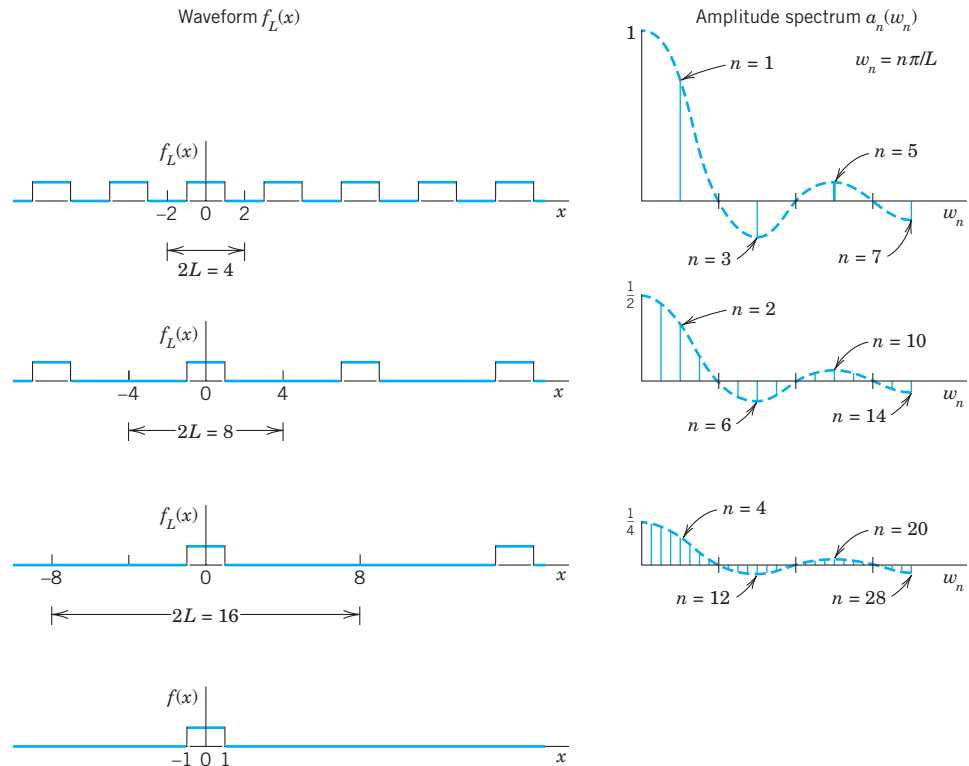 Waveform f_L(x)
Amplitude spectrum a_n(w_n)
1
n = 1
w_n = nπ/L
n = 5
f_L(x)
−2 0 2 x
w_n
2L = 4
n = 3
n = 7
1/2
n = 2
f_L(x)
n = 10
−4 0 4 x
w_n
n = 6
n = 14
2L = 8
n = 4
f_L(x)
1/4
n = 20
−8 0 8 x
w_n
n = 12
n = 28
2L = 16
f(x)
−1 0 1 x